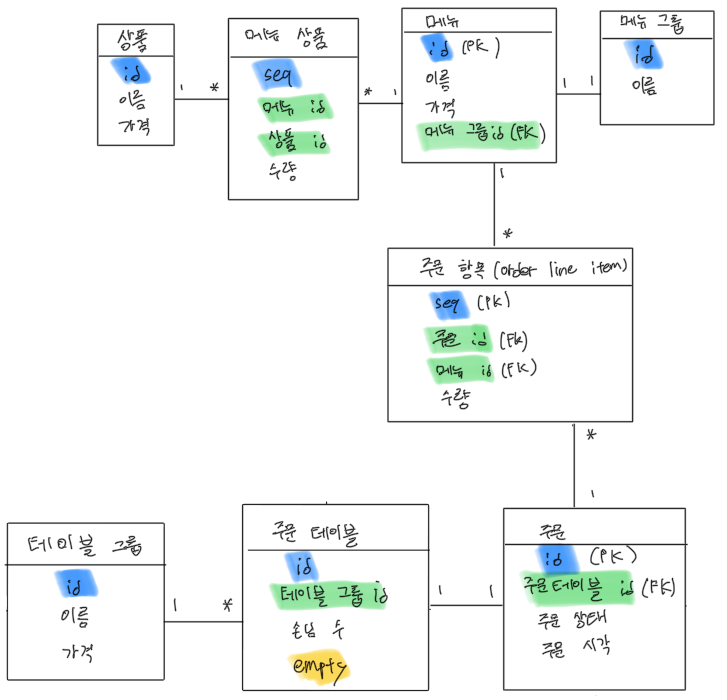 상품
id
이름
가격
1
*
메뉴 상품
seq
메뉴 id
상품 id
수량
*
1
메뉴
id (PK)
이름
가격
메뉴 그룹id (FK)
1
1
메뉴 그룹
id
이름
1
*
주문 항목 (order line item)
seq (PK)
주문 id (FK)
메뉴 id (FK)
수량
*
1
테이블 그룹
id
이름
가격
1
*
주문 테이블
id
테이블 그룹 id
손님 수
empty
1
1
주문
id (PK)
주문테이블 id (FK)
주문 상태
주문 시각